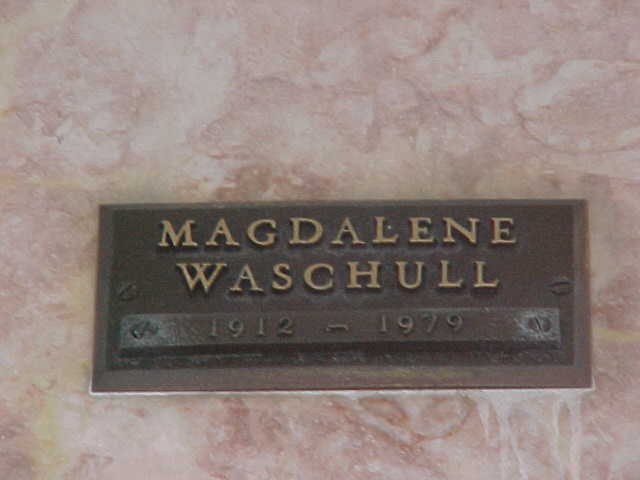 MAGDALENE
WASCHULL
1912 – 1979